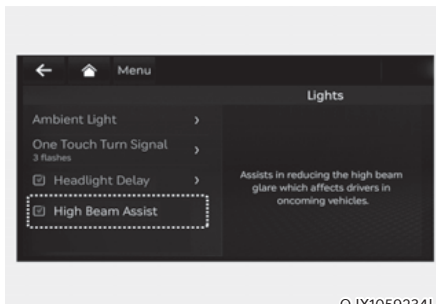 Menu
Lights
Ambient Light
One Touch Turn Signal
3 flashes
Headlight Delay
High Beam Assist
Assists in reducing the high beam
glare which affects drivers in
oncoming vehicles.